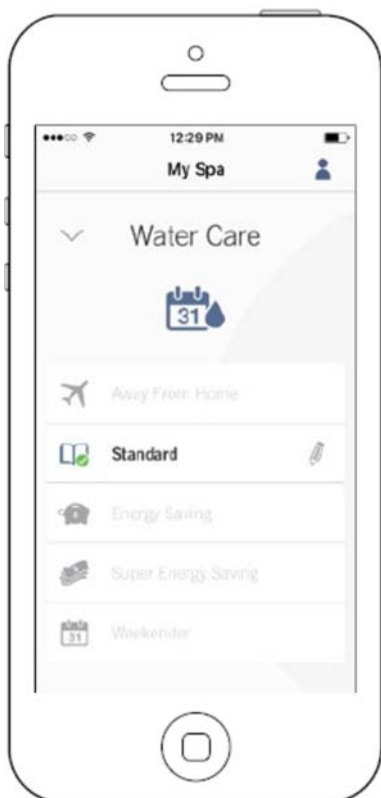 12:29 PM
My Spa
Water Care
31
Away From Home
Standard
Energy Saving
Super Energy Saving
31
Weekender